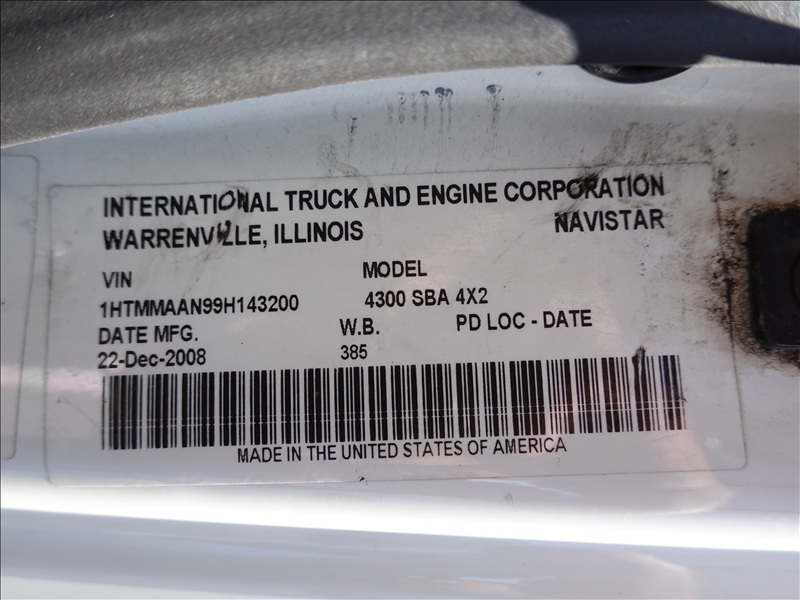 INTERNATIONAL TRUCK AND ENGINE CORPORATION
WARRENVILLE, ILLINOIS NAVISTAR
VIN MODEL
1HTMMAAN99H143200 4300 SBA 4X2
DATE MFG. W.B. PD LOC - DATE
22-Dec-2008 385
MADE IN THE UNITED STATES OF AMERICA